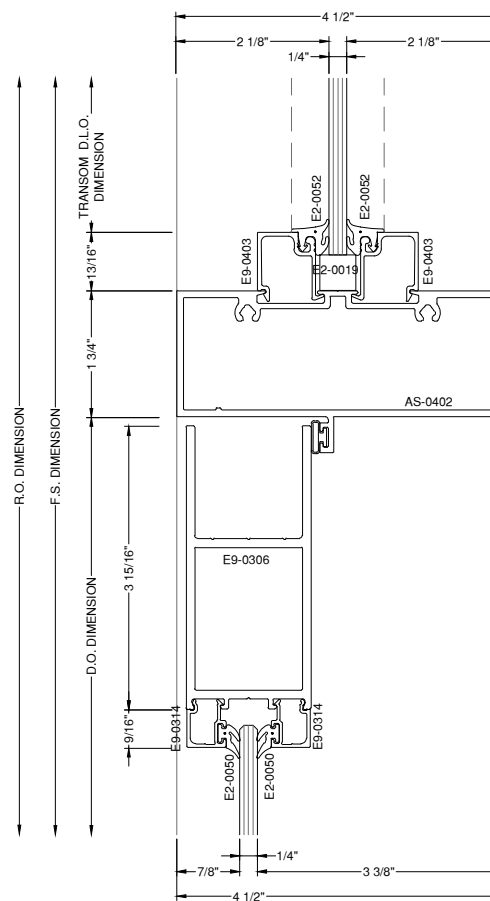 4 1/2"
2 1/8"
2 1/8"
1/4"
TRANSOM D.L.O.
DIMENSION
E2-0052
E2-0052
E9-0403
E9-0403
E2-0019
13/16"
1 3/4"
AS-0402
R.O. DIMENSION
F.S. DIMENSION
D.O. DIMENSION
3 15/16"
E9-0306
9/16"
E9-0314
E9-0314
E2-0050
E2-0050
1/4"
7/8"
3 3/8"
4 1/2"